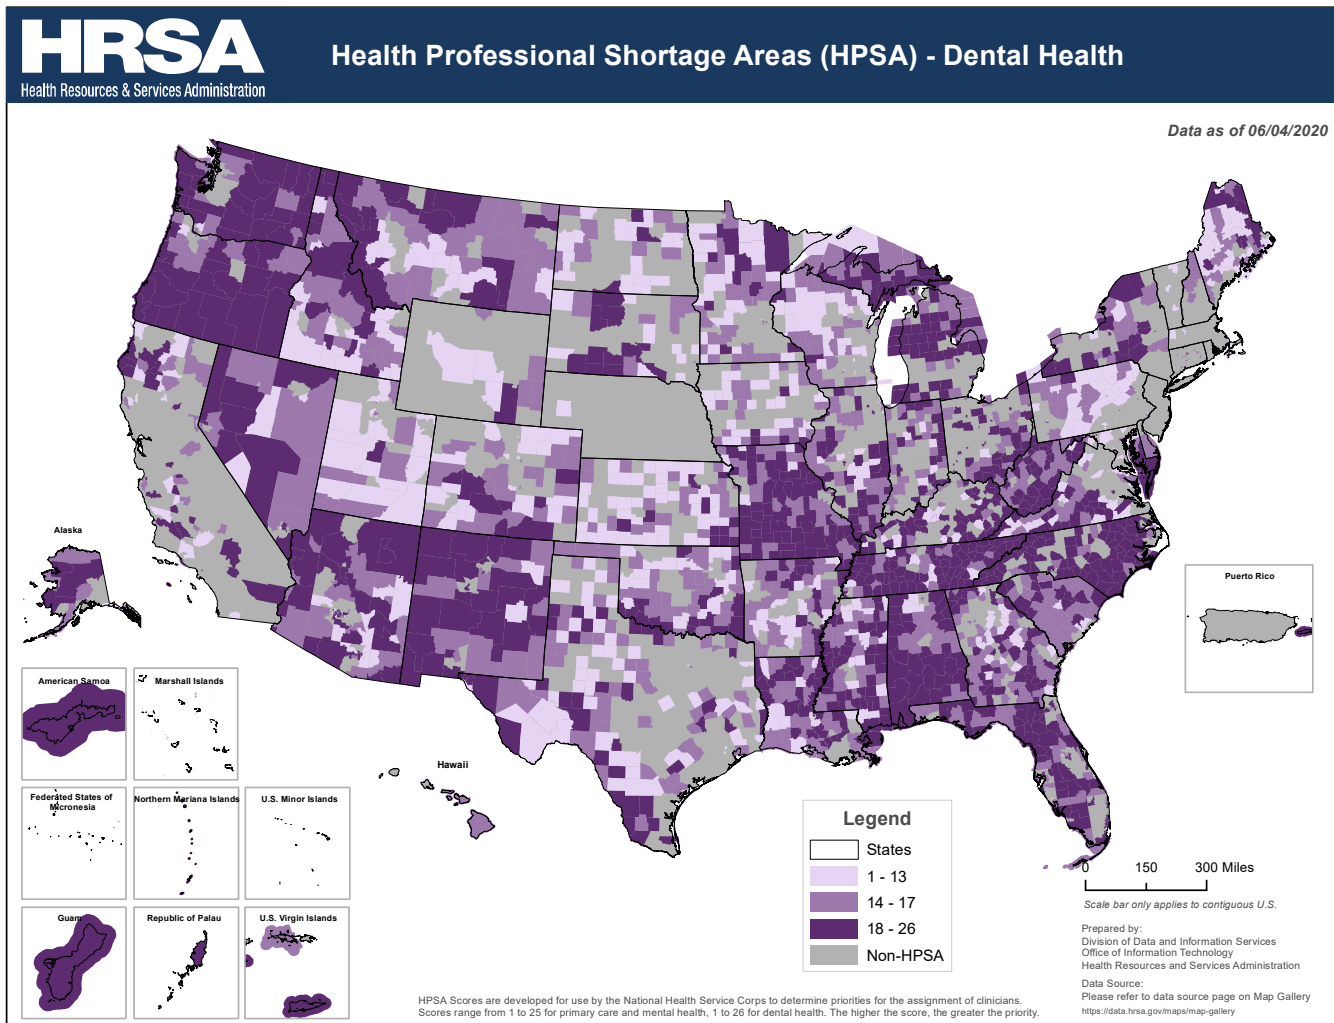 HRSA
Health Resources & Services Administration
Health Professional Shortage Areas (HPSA) - Dental Health
Data as of 06/04/2020
Alaska
Puerto Rico
American Samoa
Marshall Islands
Hawaii
Federated States of
Micronesia
Northern Mariana Islands
U.S. Minor Islands
Guam
Republic of Palau
U.S. Virgin Islands
Legend
States
1 - 13
14 - 17
18 - 26
Non-HPSA
0 150 300 Miles
Scale bar only applies to contiguous U.S.
Prepared by:
Division of Data and Information Services
Office of Information Technology
Health Resources and Services Administration
Data Source:
Please refer to data source page on Map Gallery
https://data.hrsa.gov/maps/map-gallery
HPSA Scores are developed for use by the National Health Service Corps to determine priorities for the assignment of clinicians.
Scores range from 1 to 25 for primary care and mental health, 1 to 26 for dental health. The higher the score, the greater the priority.